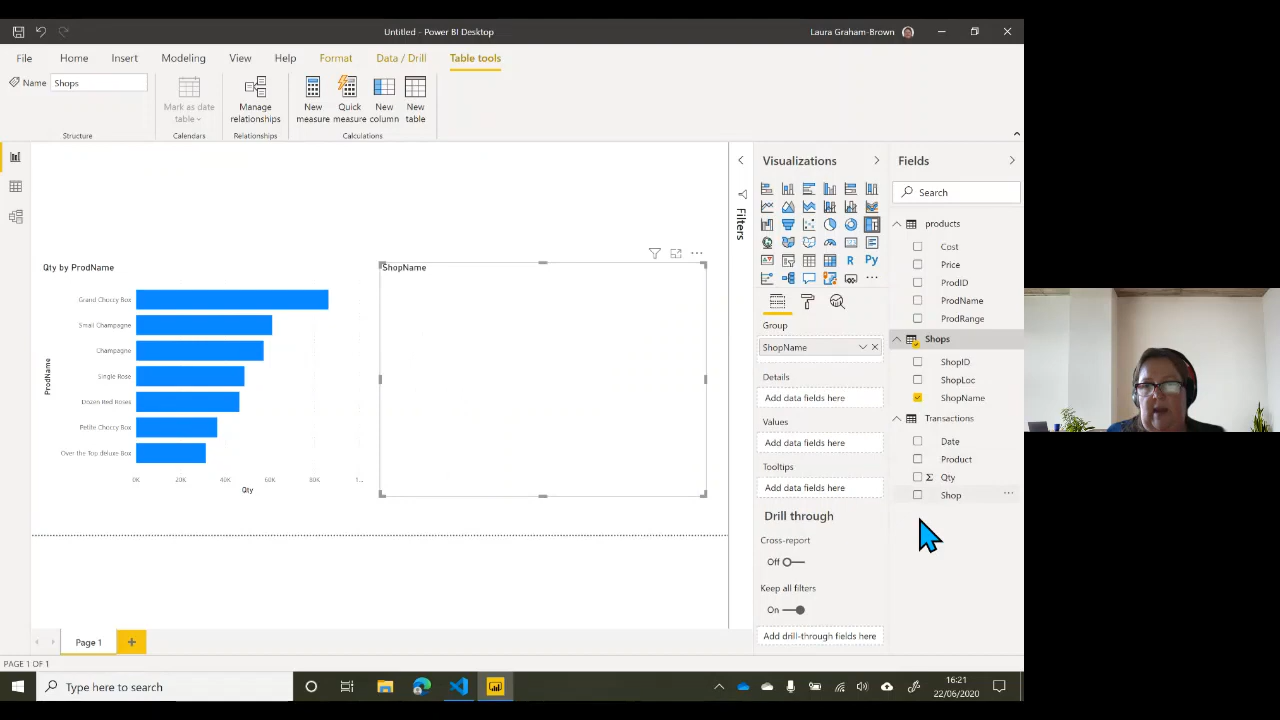 Untitled - Power BI Desktop
Laura Graham-Brown
File
Home
Insert
Modeling
View
Help
Format
Data / Drill
Table tools
Name
Shops
Mark as date
table
Manage
relationships
New
measure
Quick
measure
New
column
New
table
Structure
Calendars
Relationships
Calculations
Visualizations
Fields
Search
Filters
products
Cost
Price
ProdID
ProdName
ProdRange
Shops
ShopID
ShopLoc
ShopName
Transactions
Date
Product
Σ Qty
Shop
R
Py
Group
ShopName
Details
Add data fields here
Values
Add data fields here
Tooltips
Add data fields here
Drill through
Cross-report
Off
Keep all filters
On
Add drill-through fields here
Qty by ProdName
ProdName
Grand Choccy Box
Small Champagne
Champagne
Single Rose
Dozen Red Roses
Petite Choccy Box
Over the Top deluxe Box
0K
20K
40K
60K
80K
1...
Qty
ShopName
Page 1
PAGE 1 OF 1
Type here to search
16:21
22/06/2020